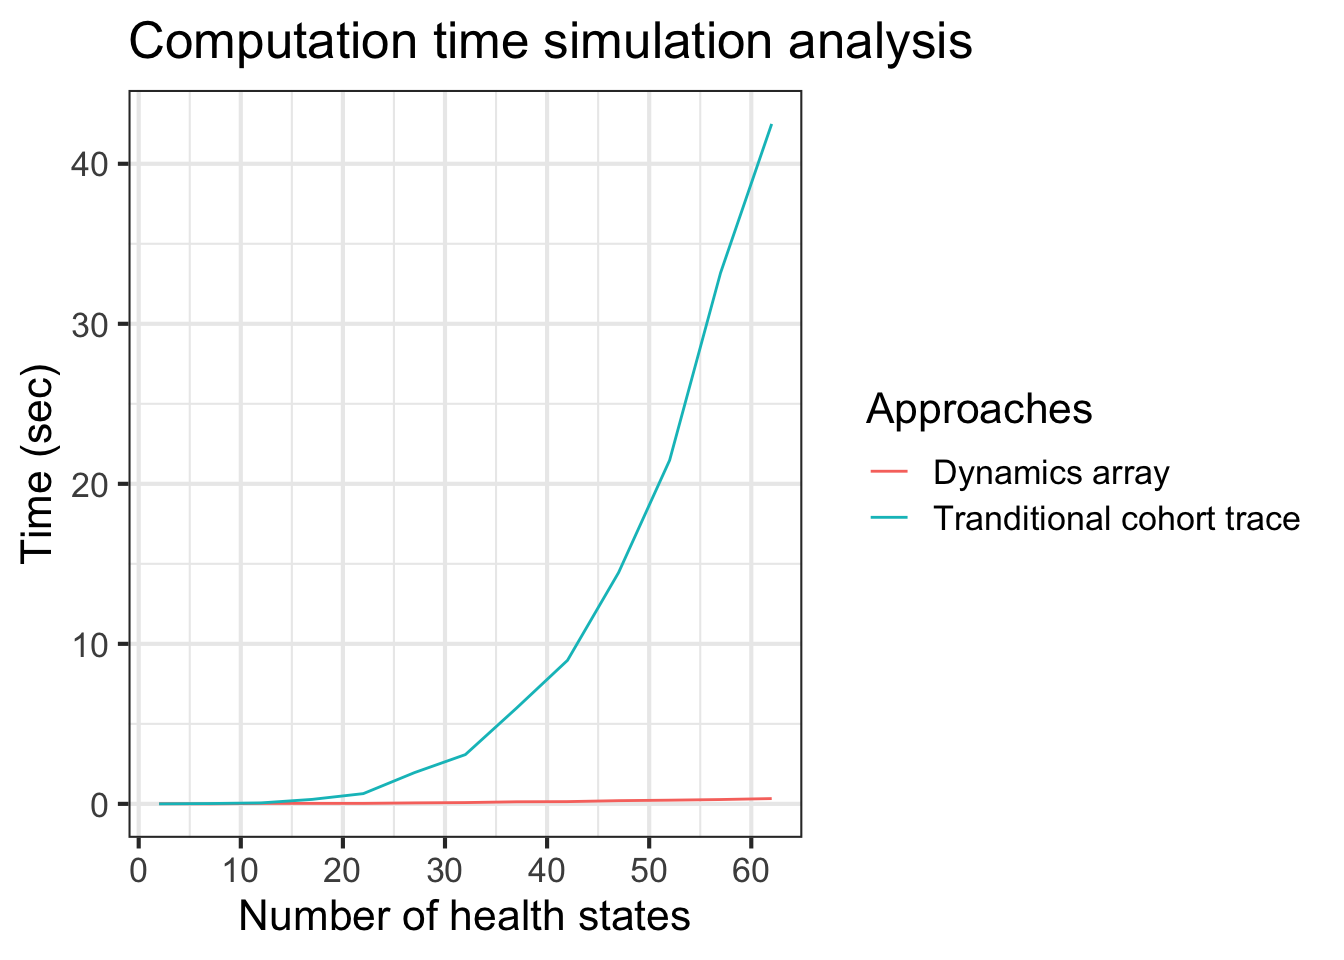 Computation time simulation analysis
Time (sec)
40
30
20
10
0
0 10 20 30 40 50 60
Number of health states
Approaches
Dynamics array
Tranditional cohort trace